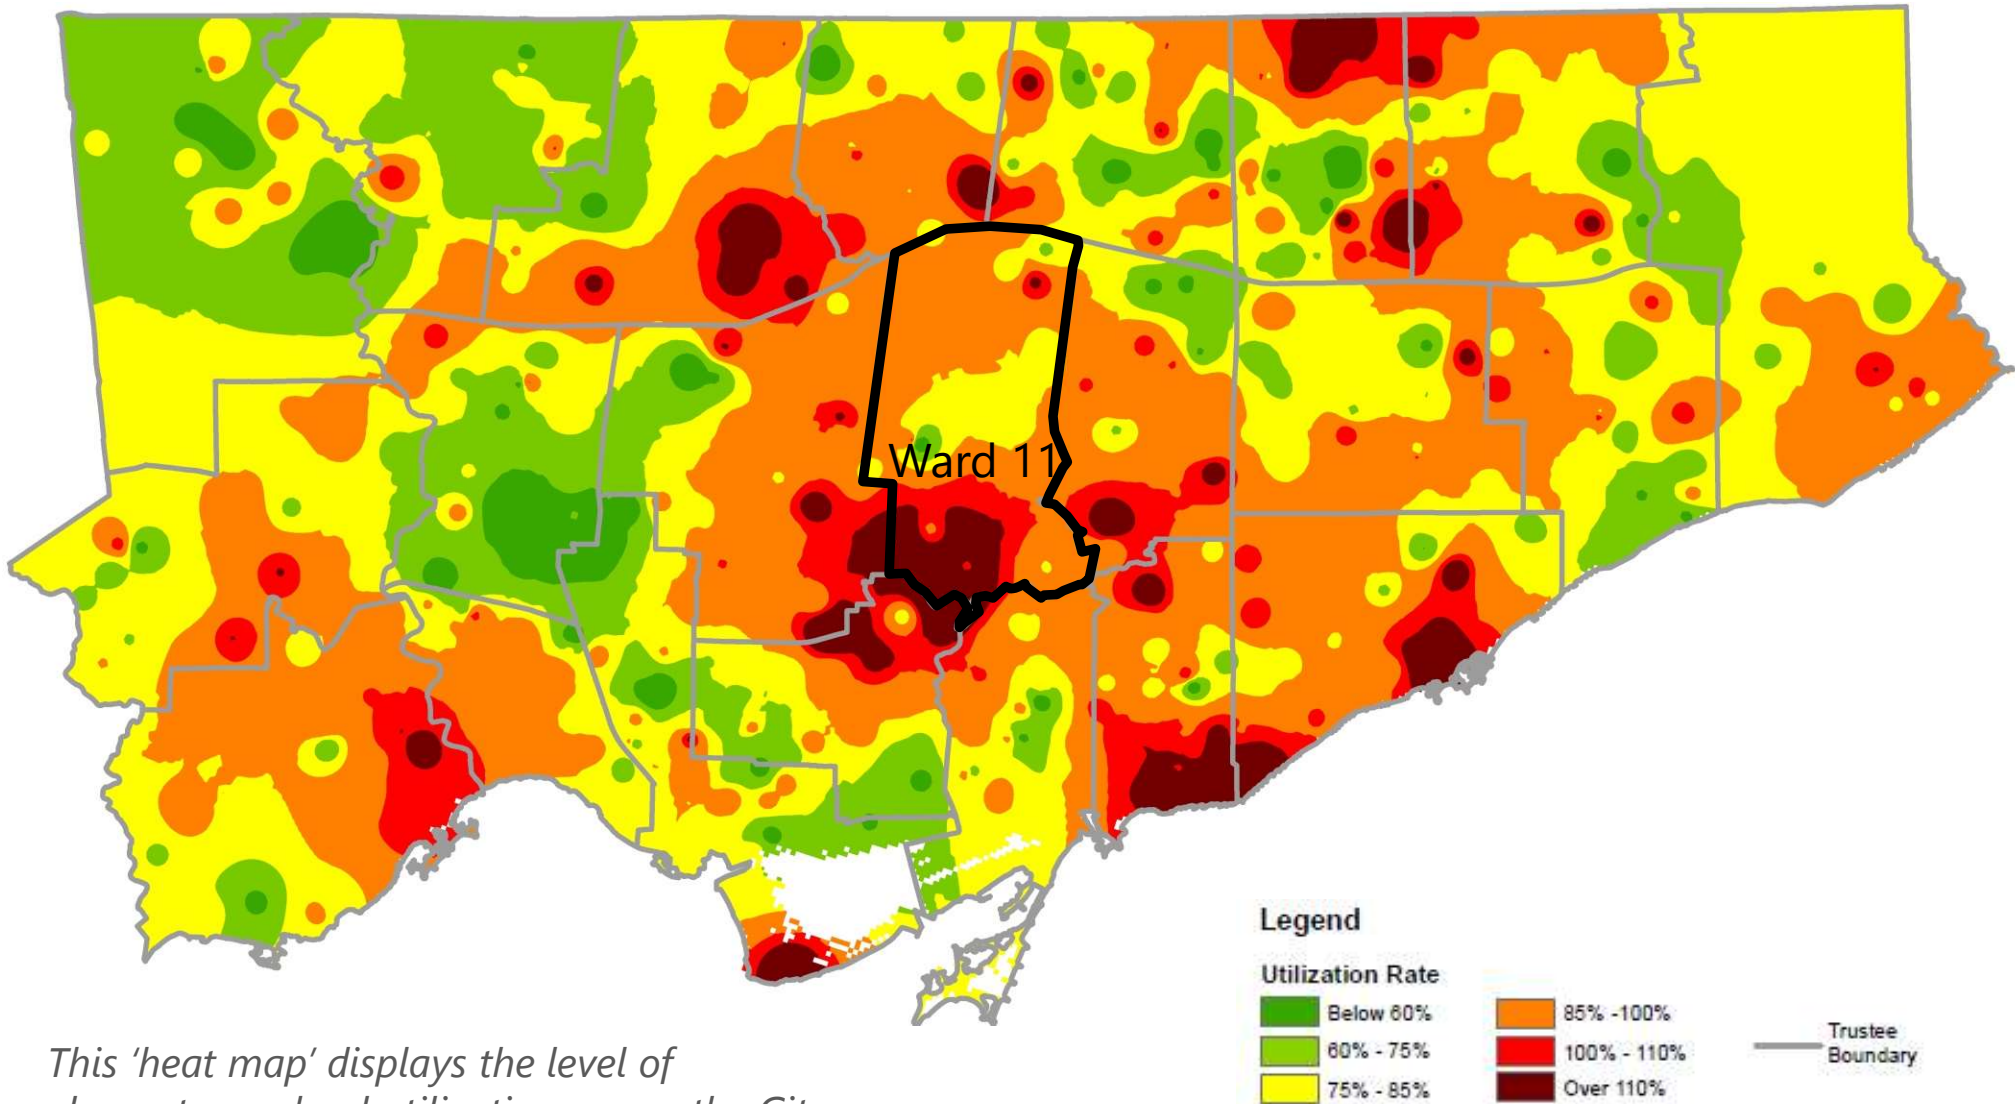 Ward 11
Legend
Utilization Rate
Below 60%
60% - 75%
75% - 85%
85% -100%
100% - 110%
Over 110%
Trustee
Boundary
This ‘heat map’ displays the level of